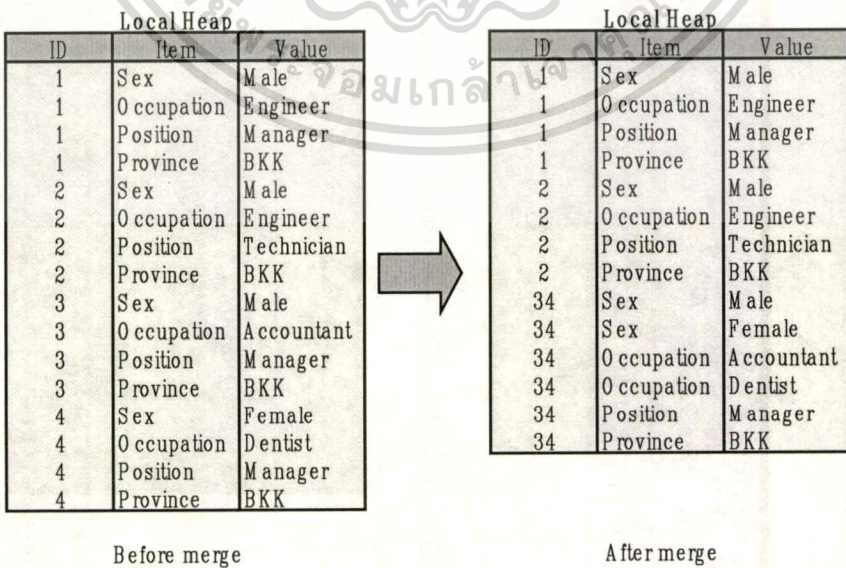 Local Heap
ID Item Value
1 Sex Male
1 Occupation Engineer
1 Position Manager
1 Province BKK
2 Sex Male
2 Occupation Engineer
2 Position Technician
2 Province BKK
3 Sex Male
3 Occupation Accountant
3 Position Manager
3 Province BKK
4 Sex Female
4 Occupation Dentist
4 Position Manager
4 Province BKK
Before merge
Local Heap
ID Item Value
1 Sex Male
1 Occupation Engineer
1 Position Manager
1 Province BKK
2 Sex Male
2 Occupation Engineer
2 Position Technician
2 Province BKK
34 Sex Male
34 Sex Female
34 Occupation Accountant
34 Occupation Dentist
34 Position Manager
34 Province BKK
After merge